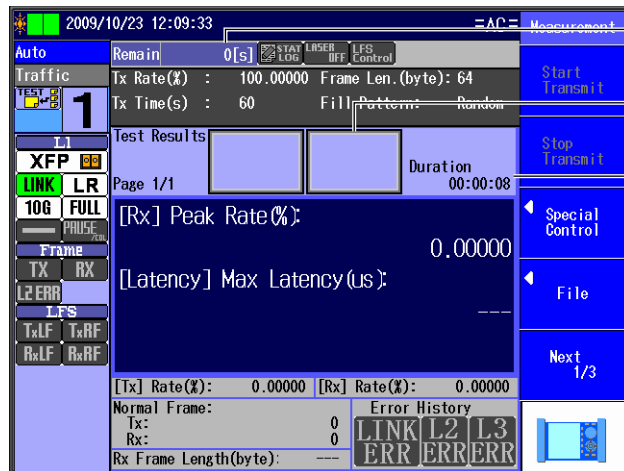 2009/10/23 12:09:33 =AC= Measurement
Auto
Remain 0[s] STAT LOG LASER OFF LFS Control
Traffic
Tx Rate(%) : 100.00000 Frame Len.(byte): 64
Start Transmit
TEST
1
Tx Time(s) : 60 Fill Pattern: Random
Test Results
Stop Transmit
L1
XFP
Duration
Page 1/1 00:00:08
LINK LR
10G FULL
[Rx] Peak Rate(%):
Special Control
PAUSE/COL
0.00000
Frame
TX RX
[Latency] Max Latency(us):
File
L2 ERR
---
LFS
TxLF TxRF
RxLF RxRF
Next 1/3
[Tx] Rate(%): 0.00000 [Rx] Rate(%): 0.00000
Normal Frame:
Error History
Tx: 0
Rx: 0
LINK ERR L2 ERR L3 ERR
Rx Frame Length(byte): ---